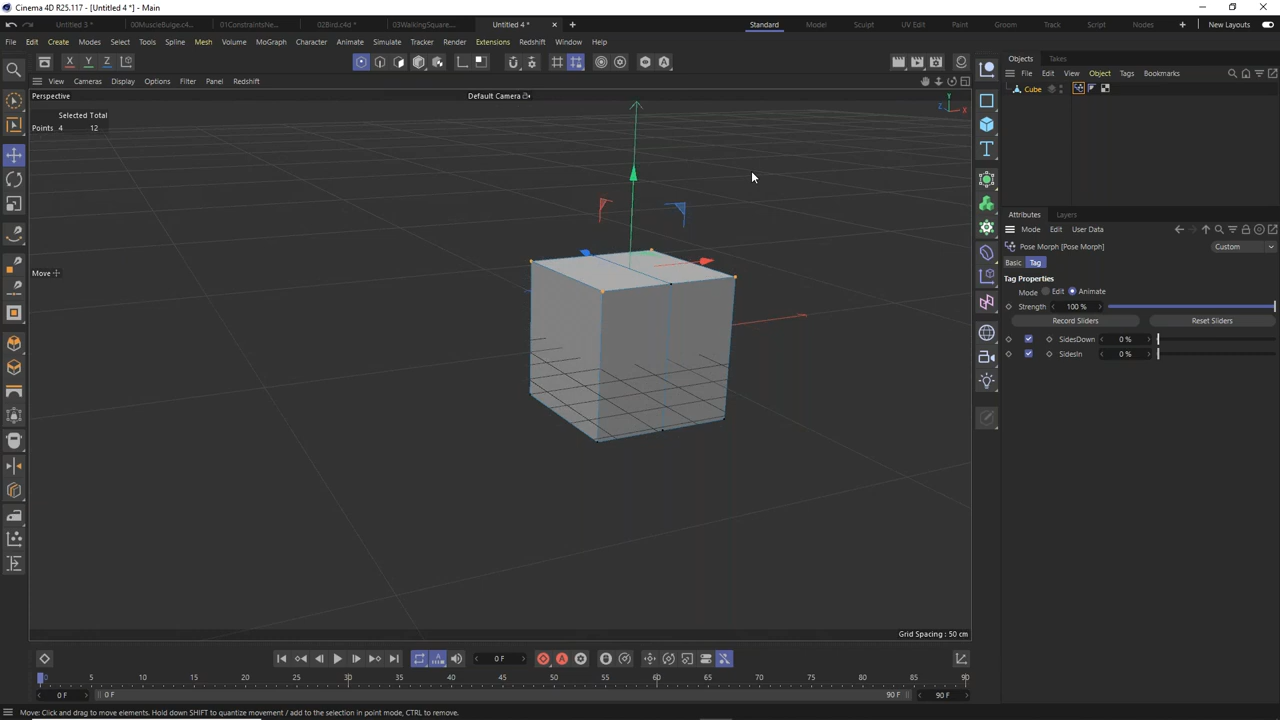 Cinema 4D R25.117 - [Untitled 4 *] - Main
Untitled 3 * 00MuscleBulge.c4... 01ConstraintsNe... 02Bird.c4d * 03WalkingSquare.... Untitled 4 * Standard Model Sculpt UV Edit Paint Groom Track Script Nodes New Layouts
File Edit Create Modes Select Tools Spline Mesh Volume MoGraph Character Animate Simulate Tracker Render Extensions Redshift Window Help
X Y Z
Objects Takes
File Edit View Object Tags Bookmarks
View Cameras Display Options Filter Panel Redshift
Cube
Perspective Default Camera
Y
Z X
Selected Total
Points 4 12
Attributes Layers
Mode Edit User Data
Pose Morph [Pose Morph] Custom
Basic Tag
Tag Properties
Move
Mode Edit Animate
Strength 100 %
Record Sliders Reset Sliders
SidesDown 0 %
SidesIn 0 %
Grid Spacing : 50 cm
0 F
0 5 10 15 20 25 30 35 40 45 50 55 60 65 70 75 80 85 90
0 F 0 F 90 F 90 F
Move: Click and drag to move elements. Hold down SHIFT to quantize movement / add to the selection in point mode, CTRL to remove.